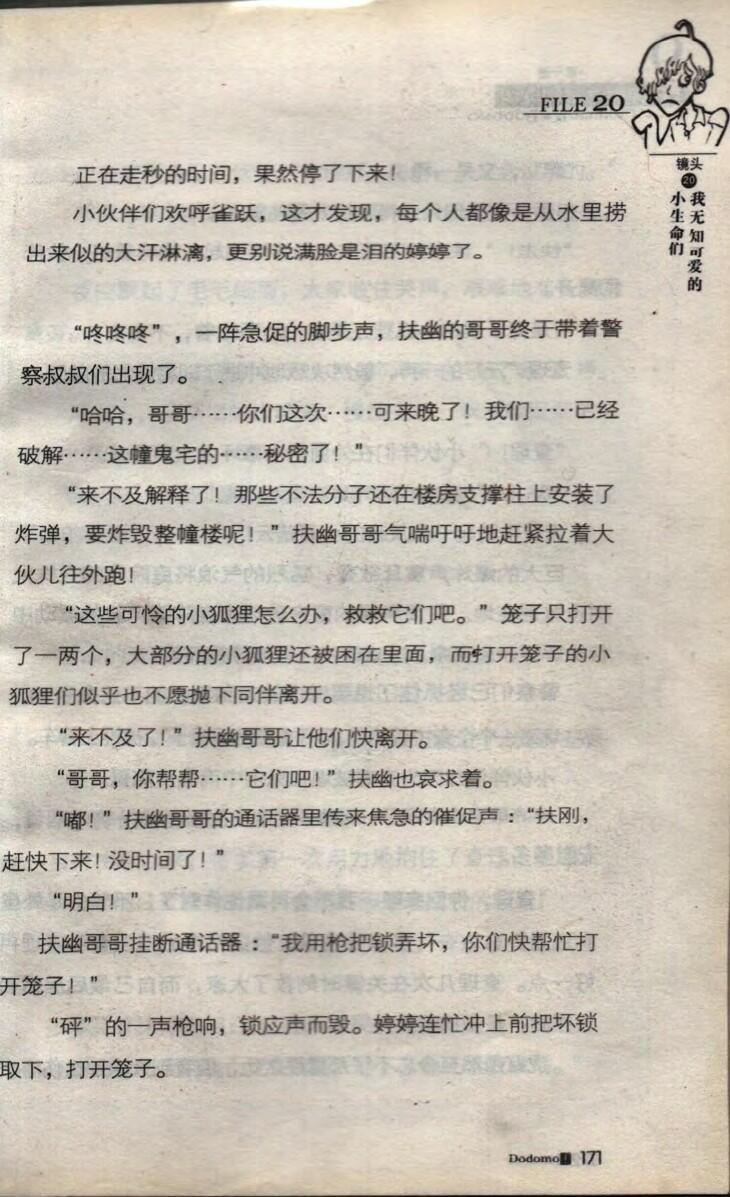 FILE 20
镜头
20
我无知可爱的
小生命们
正在走秒的时间，果然停了下来！
小伙伴们欢呼雀跃，这才发现，每个人都像是从水里捞
出来似的大汗淋漓，更别说满脸是泪的婷婷了。
“咚咚咚”，一阵急促的脚步声，扶幽的哥哥终于带着警
察叔叔们出现了。
“哈哈，哥哥……你们这次……可来晚了！我们……已经
破解……这幢鬼宅的……秘密了！”
“来不及解释了！那些不法分子还在楼房支撑柱上安装了
炸弹，要炸毁整幢楼呢！”扶幽哥哥气喘吁吁地赶紧拉着大
伙儿往外跑！
“这些可怜的小狐狸怎么办，救救它们吧。”笼子只打开
了一两个，大部分的小狐狸还被困在里面，而打开笼子的小
狐狸们似乎也不愿抛下同伴离开。
“来不及了！”扶幽哥哥让他们快离开。
“哥哥，你帮帮……它们吧！”扶幽也哀求着。
“嘟！”扶幽哥哥的通话器里传来焦急的催促声：“扶刚，
赶快下来！没时间了！”
“明白！”
扶幽哥哥挂断通话器：“我用枪把锁弄坏，你们快帮忙打
开笼子！”
“砰”的一声枪响，锁应声而毁。婷婷连忙冲上前把坏锁
取下，打开笼子。
Dodomo! 171